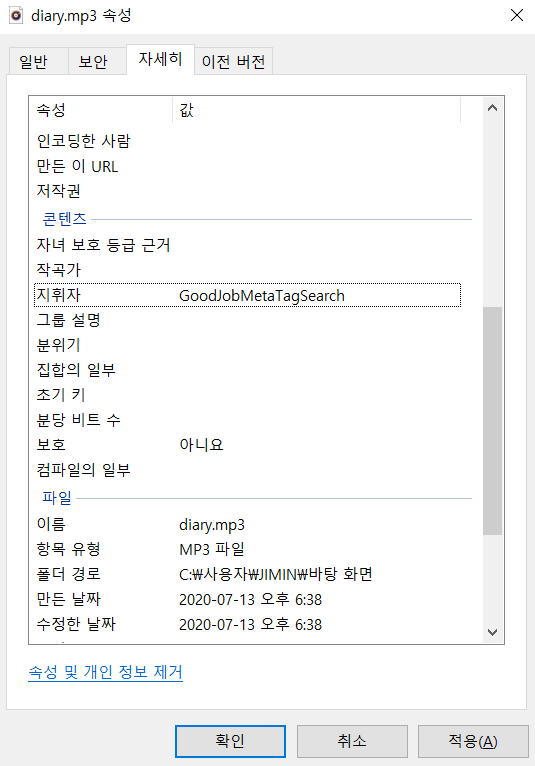 diary.mp3 속성
일반 보안 자세히 이전 버전
속성 값
인코딩한 사람
만든 이 URL
저작권
콘텐츠
자녀 보호 등급 근거
작곡가
지휘자 GoodJobMetaTagSearch
그룹 설명
분위기
집합의 일부
초기 키
분당 비트 수
보호 아니요
컴파일의 일부
파일
이름 diary.mp3
항목 유형 MP3 파일
폴더 경로 C:₩사용자₩JIMIN₩바탕 화면
만든 날짜 2020-07-13 오후 6:38
수정한 날짜 2020-07-13 오후 6:38
속성 및 개인 정보 제거
확인 취소 적용(A)